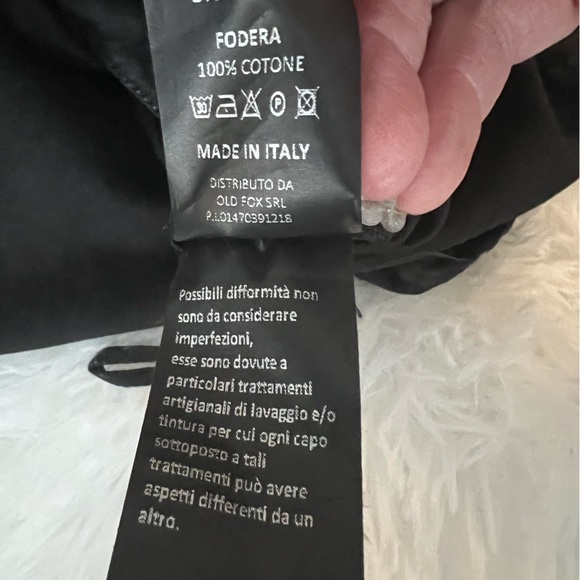 FODERA
100% COTONE
30
MADE IN ITALY
DISTRIBUTO DA
OLD FOX SRL
P.I.01470391218
Possibili difformità non
sono da considerare
imperfezioni,
esse sono dovute a
particolari trattamenti
artigianali di lavaggio e/o
tintura per cui ogni capo
sottoposto a tali
trattamenti può avere
aspetti differenti da un
altro.